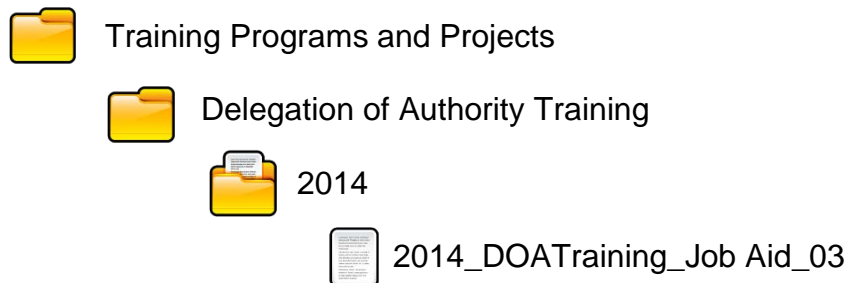 Training Programs and Projects
Delegation of Authority Training
2014
2014_DOATraining_Job Aid_03